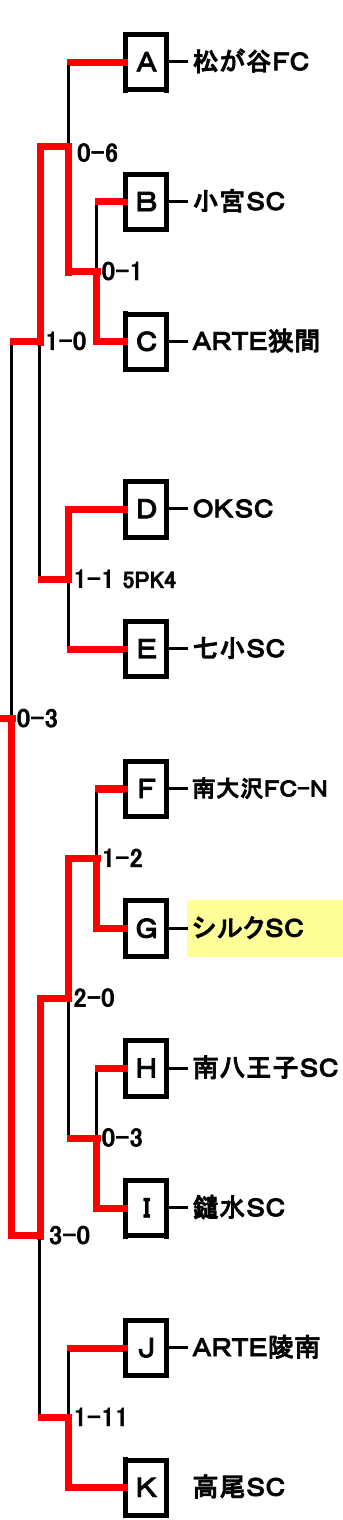 A 松が谷FC
0-6
B 小宮SC
0-1
C ARTE狭間
1-0
D OKSC
1-1 5PK4
E 七小SC
0-3
F 南大沢FC-N
1-2
G シルクSC
2-0
H 南八王子SC
0-3
I 鑓水SC
3-0
J ARTE陵南
1-11
K 高尾SC